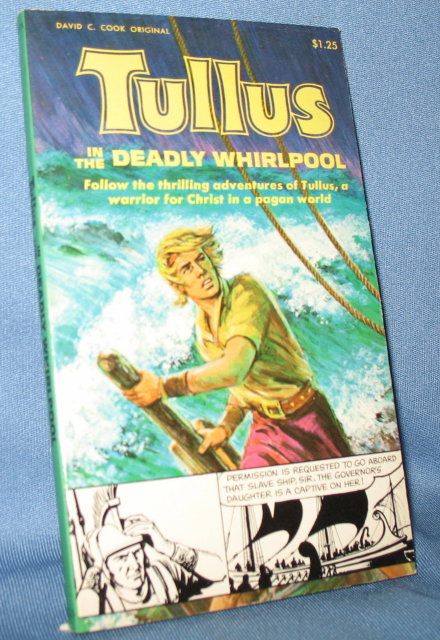 DAVID C. COOK ORIGINAL
$1.25
Tullus
IN THE DEADLY WHIRLPOOL
Follow the thrilling adventures of Tullus, a
warrior for Christ in a pagan world
PERMISSION IS REQUESTED TO GO ABOARD
THAT SLAVE SHIP, SIR.. THE GOVERNOR'S
DAUGHTER IS A CAPTIVE ON HER!